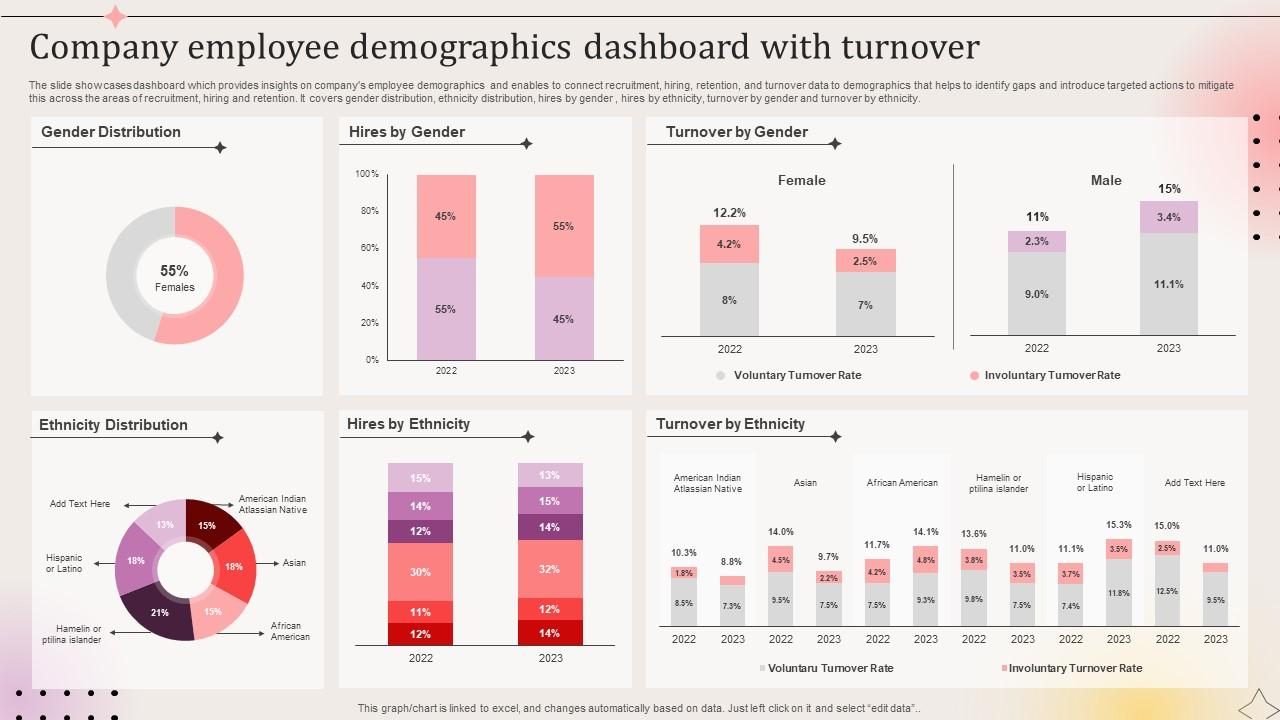 Company employee demographics dashboard with turnover
The slide showcases dashboard which provides insights on company's employee demographics and enables to connect recruitment, hiring, retention, and turnover data to demographics that helps to identify gaps and introduce targeted actions to mitigate
this across the areas of recruitment, hiring and retention. It covers gender distribution, ethnicity distribution, hires by gender , hires by ethnicity, turnover by gender and turnover by ethnicity.
Gender Distribution
55%
Females
Hires by Gender
100%
80%
60%
40%
20%
0%
45%
55%
55%
45%
2022
2023
Turnover by Gender
Female
12.2%
4.2%
8%
9.5%
2.5%
7%
2022
2023
Male
11%
2.3%
9.0%
15%
3.4%
11.1%
2022
2023
Voluntary Turnover Rate
Involuntary Turnover Rate
Ethnicity Distribution
Add Text Here
American Indian
Atlassian Native
13%
15%
Hispanic
or Latino
18%
18%
Asian
21%
15%
Hamelin or
ptilina islander
African
American
Hires by Ethnicity
15%
14%
12%
30%
11%
12%
13%
15%
14%
32%
12%
14%
2022
2023
Turnover by Ethnicity
American Indian
Atlassian Native
Asian
African American
Hamelin or
ptilina islander
Hispanic
or Latino
Add Text Here
10.3%
8.8%
14.0%
9.7%
11.7%
14.1%
13.6%
11.0%
11.1%
15.3%
15.0%
11.0%
1.8%
4.5%
2.2%
4.2%
4.8%
3.8%
3.5%
3.7%
3.5%
2.5%
8.5%
7.3%
9.5%
7.5%
7.5%
9.3%
9.8%
7.5%
7.4%
11.8%
12.5%
9.5%
2022
2023
2022
2023
2022
2023
2022
2023
2022
2023
2022
2023
Voluntaru Turnover Rate
Involuntary Turnover Rate
This graph/chart is linked to excel, and changes automatically based on data. Just left click on it and select “edit data”..